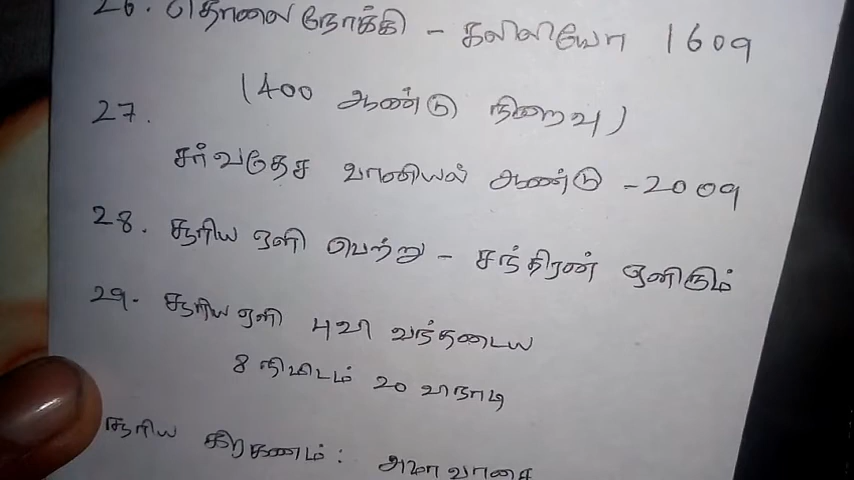 26. தொலைநோக்கி - கலிலியோ 1609
(400 ஆண்டு நிறைவு)
27.
சர்வதேச வானியல் ஆண்டு - 2009
28. சூரிய ஒளி பெற்று - சந்திரன் ஒளிரும்
29. சூரிய ஒளி புவி வந்தடைய
8 நிமிடம் 20 விநாடி
சூரிய கிரகணம் : அமாவாசை